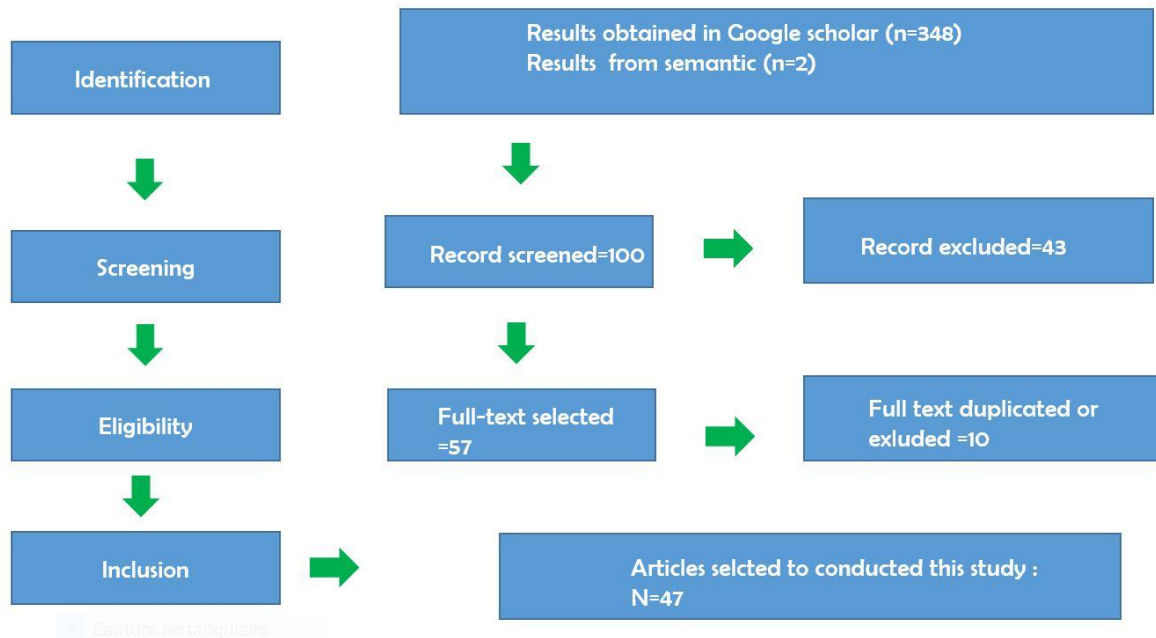 Identification
Results obtained in Google scholar (n=348)
Results from semantic (n=2)
Screening
Record screened=100
Record excluded=43
Eligibility
Full-text selected
=57
Full text duplicated or
exluded =10
Inclusion
Articles selcted to conducted this study :
N=47
Capture rectangulaire